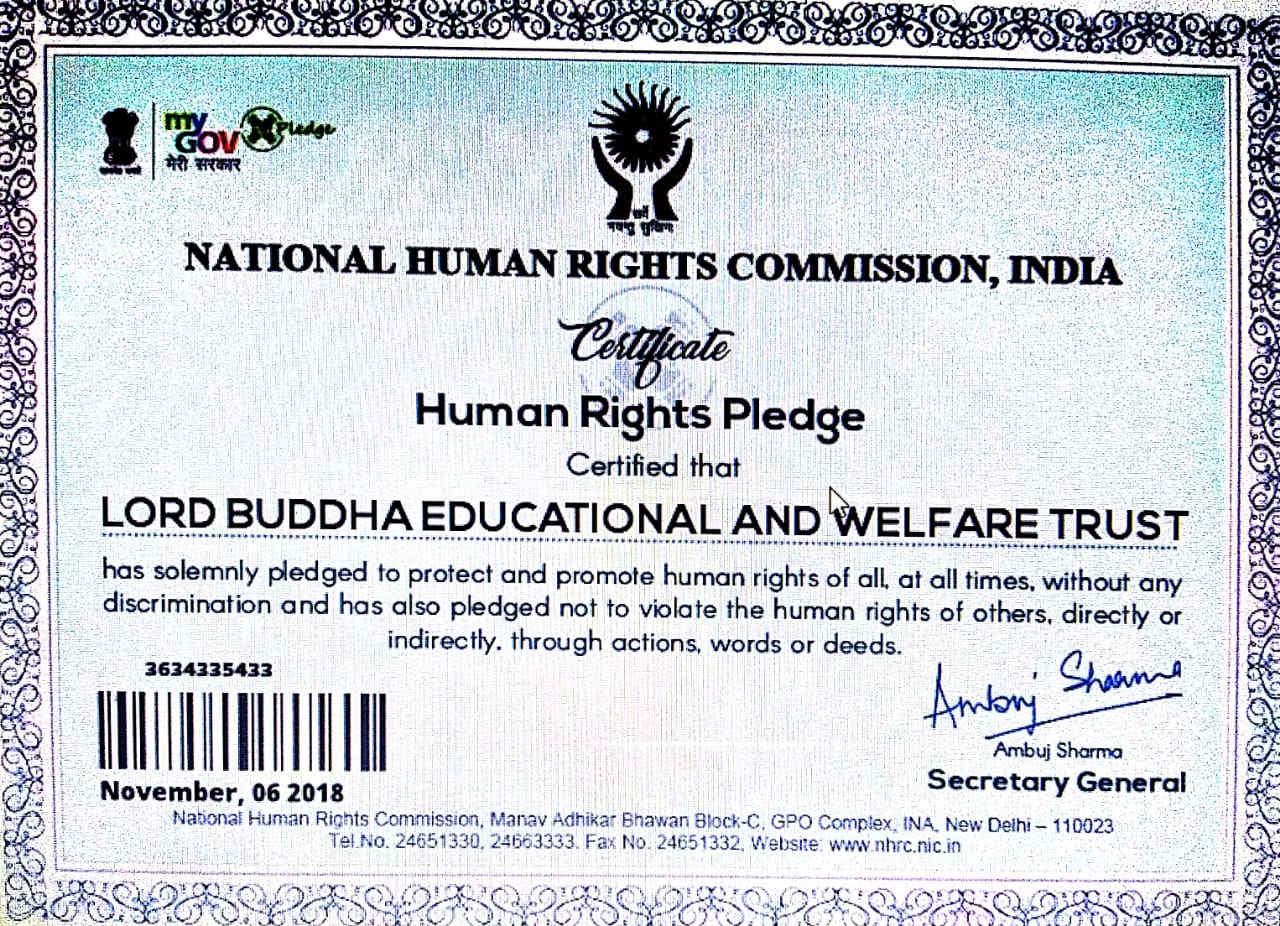 my
GOV Pledge
मेरी सरकार
NATIONAL HUMAN RIGHTS COMMISSION, INDIA
Certificate
Human Rights Pledge
Certified that
LORD BUDDHA EDUCATIONAL AND WELFARE TRUST
has solemnly pledged to protect and promote human rights of all, at all times, without any
discrimination and has also pledged not to violate the human rights of others, directly or
indirectly. through actions, words or deeds.
3634335433
Ambuj Sharma
Ambuj Sharma
Secretary General
November, 06 2018
National Human Rights Commission, Manav Adhikar Bhawan Block-C, GPO Complex, INA, New Delhi – 110023
Tel.No. 24651330, 24663333, Fax No. 24651332, Website: www.nhrc.nic.in